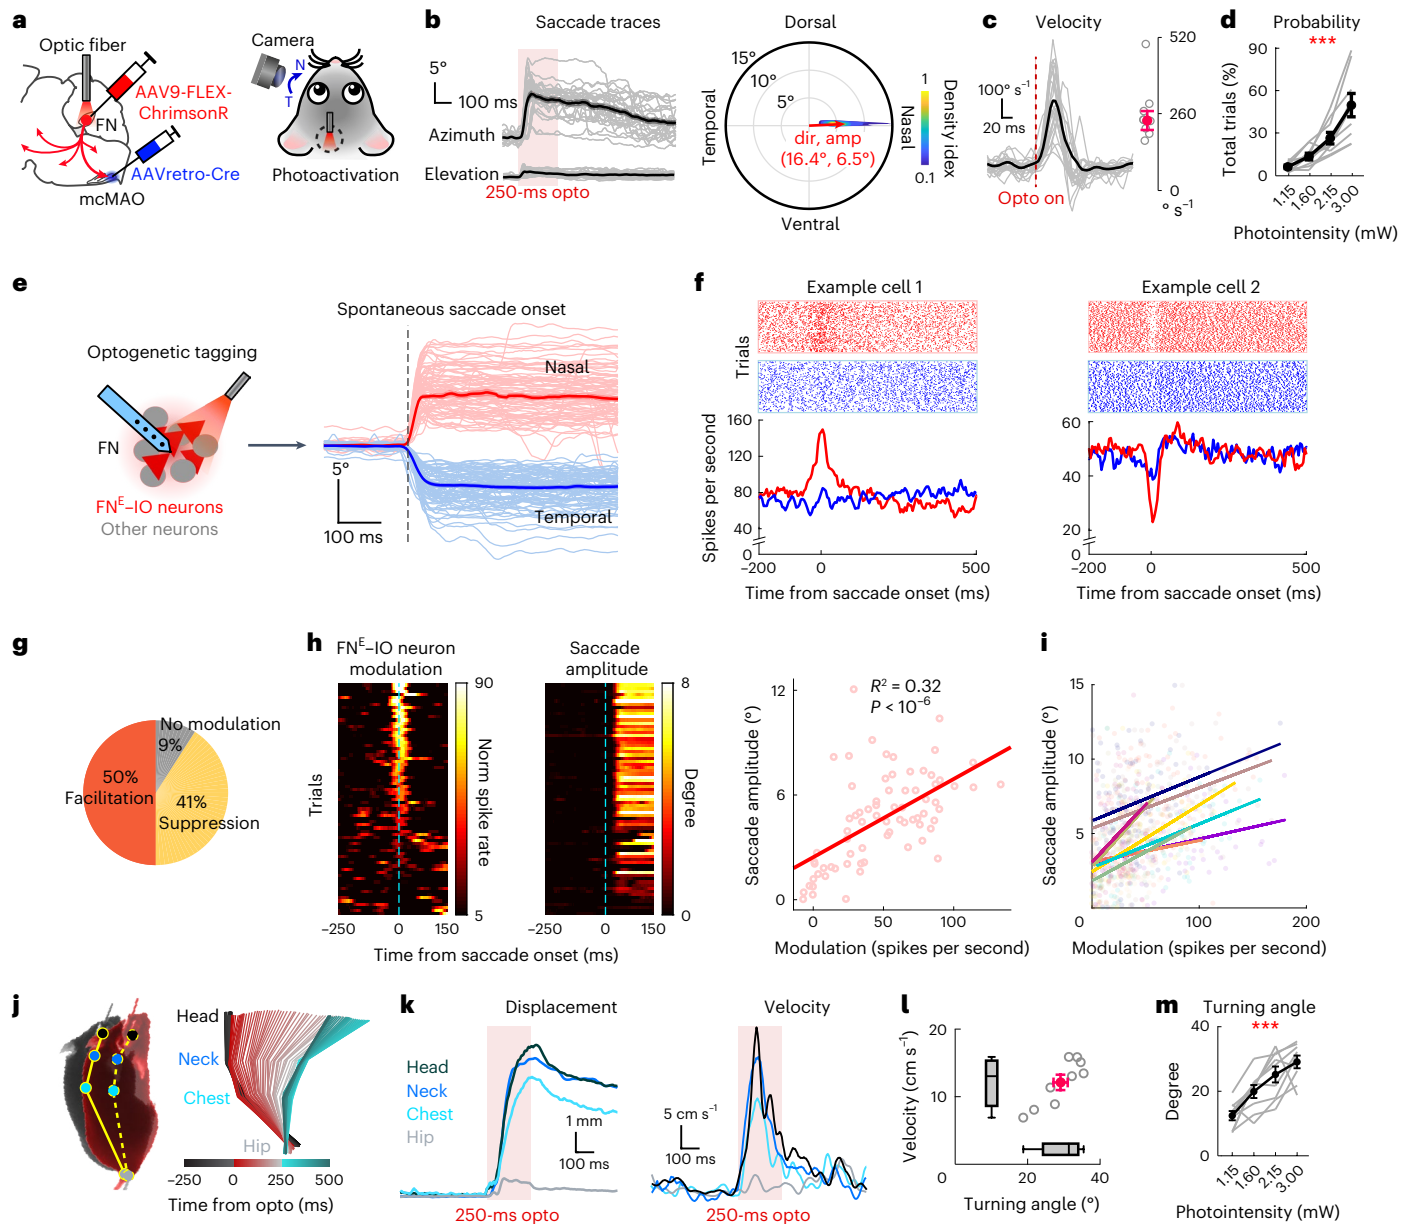 a
Optic fiber
AAV9-FLEX-
ChrimsonR
FN
AAVretro-Cre
mcMAO
Camera
N
T
Photoactivation
b
Saccade traces
5°
100 ms
Azimuth
Elevation
250-ms opto
Dorsal
15°
10°
5°
Temporal
Nasal
dir, amp
(16.4°, 6.5°)
Ventral
1
Density idex
0.1
c
Velocity
100° s⁻¹
20 ms
Opto on
520
260
0
° s⁻¹
d
Probability
***
Total trials (%)
90
60
30
0
1.15
1.60
2.15
3.00
Photointensity (mW)
e
Optogenetic tagging
FN
FNᴱ–IO neurons
Other neurons
Spontaneous saccade onset
Nasal
5°
100 ms
Temporal
f
Example cell 1
Example cell 2
Trials
Spikes per second
160
120
80
40
0
–200
0
500
Time from saccade onset (ms)
60
40
20
0
–200
0
500
Time from saccade onset (ms)
g
No modulation
9%
50%
Facilitation
41%
Suppression
h
FNᴱ–IO neuron
modulation
Trials
90
Norm spike rate
5
–250
0
150
Saccade
amplitude
8
Degree
0
–250
0
150
Time from saccade onset (ms)
R² = 0.32
P < 10⁻⁶
Saccade amplitude (°)
12
6
0
0
50
100
Modulation (spikes per second)
i
Saccade amplitude (°)
15
10
5
0
100
200
Modulation (spikes per second)
j
Head
Neck
Chest
Hip
–250
0
250
500
Time from opto (ms)
k
Displacement
Head
Neck
Chest
Hip
1 mm
100 ms
250-ms opto
Velocity
5 cm s⁻¹
100 ms
250-ms opto
l
Velocity (cm s⁻¹)
20
10
0
20
40
Turning angle (°)
m
Turning angle
***
Degree
40
20
0
1.15
1.60
2.15
3.00
Photointensity (mW)